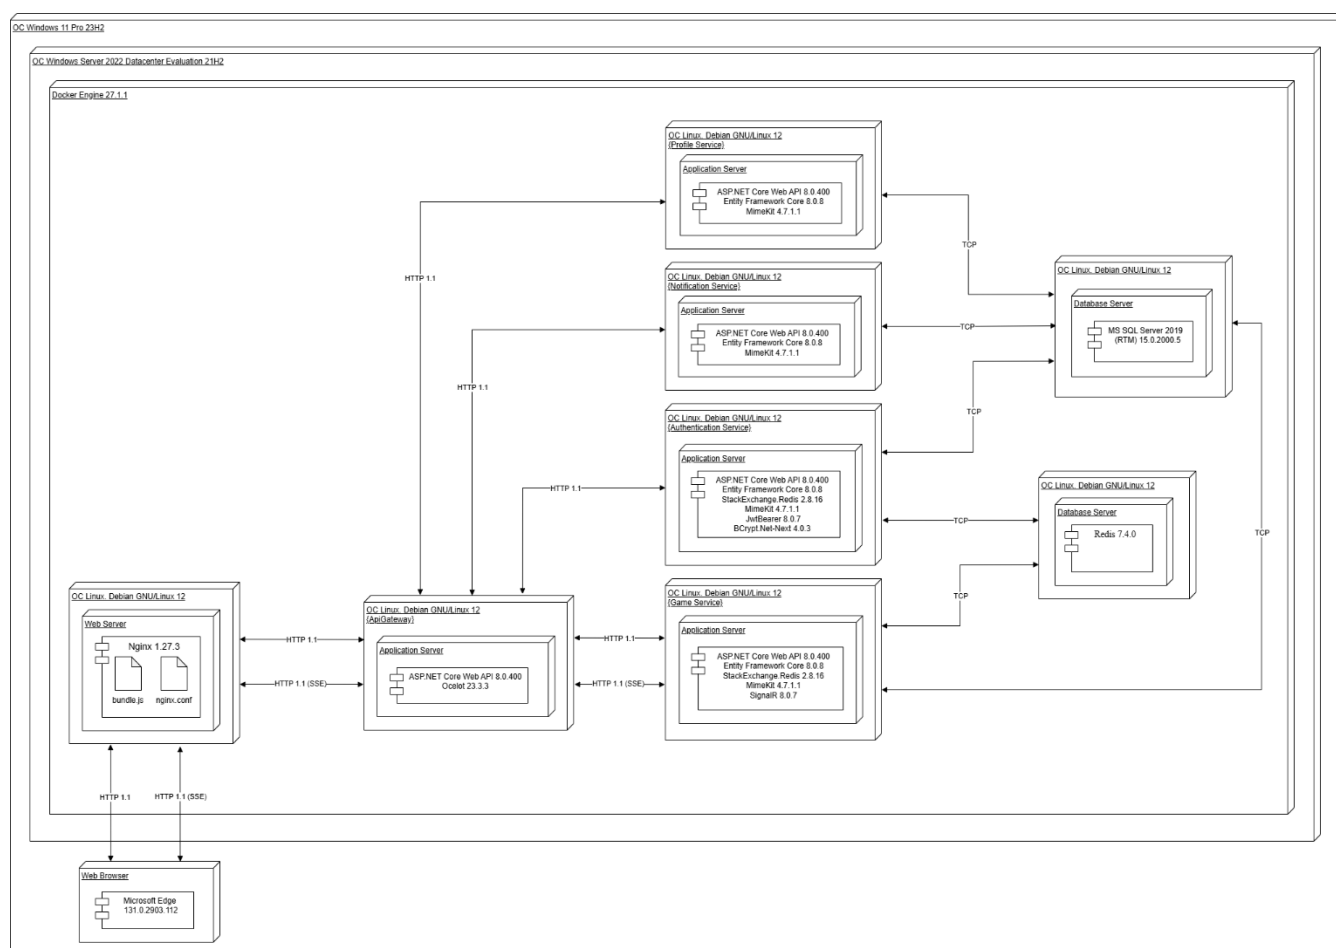 OC Windows 11 Pro 23H2
OC Windows Server 2022 Datacenter Evaluation 21H2
Docker Engine 27.1.1
OC Linux. Debian GNU/Linux 12
{Profile Service}
Application Server
ASP.NET Core Web API 8.0.400
Entity Framework Core 8.0.8
MimeKit 4.7.1.1
HTTP 1.1
TCP
OC Linux. Debian GNU/Linux 12
{Notification Service}
Application Server
ASP.NET Core Web API 8.0.400
Entity Framework Core 8.0.8
MimeKit 4.7.1.1
HTTP 1.1
TCP
OC Linux. Debian GNU/Linux 12
Database Server
MS SQL Server 2019
(RTM) 15.0.2000.5
OC Linux. Debian GNU/Linux 12
{Authentication Service}
Application Server
ASP.NET Core Web API 8.0.400
Entity Framework Core 8.0.8
StackExchange.Redis 2.8.16
MimeKit 4.7.1.1
JwtBearer 8.0.7
BCrypt.Net-Next 4.0.3
HTTP 1.1
TCP
TCP
OC Linux. Debian GNU/Linux 12
Database Server
Redis 7.4.0
TCP
TCP
OC Linux. Debian GNU/Linux 12
{Game Service}
Application Server
ASP.NET Core Web API 8.0.400
Entity Framework Core 8.0.8
StackExchange.Redis 2.8.16
MimeKit 4.7.1.1
SignalR 8.0.7
OC Linux. Debian GNU/Linux 12
Web Server
Nginx 1.27.3
bundle.js
nginx.conf
HTTP 1.1
HTTP 1.1 (SSE)
OC Linux. Debian GNU/Linux 12
{ApiGateway}
Application Server
ASP.NET Core Web API 8.0.400
Ocelot 23.3.3
HTTP 1.1
HTTP 1.1 (SSE)
HTTP 1.1
HTTP 1.1 (SSE)
Web Browser
Microsoft Edge
131.0.2903.112